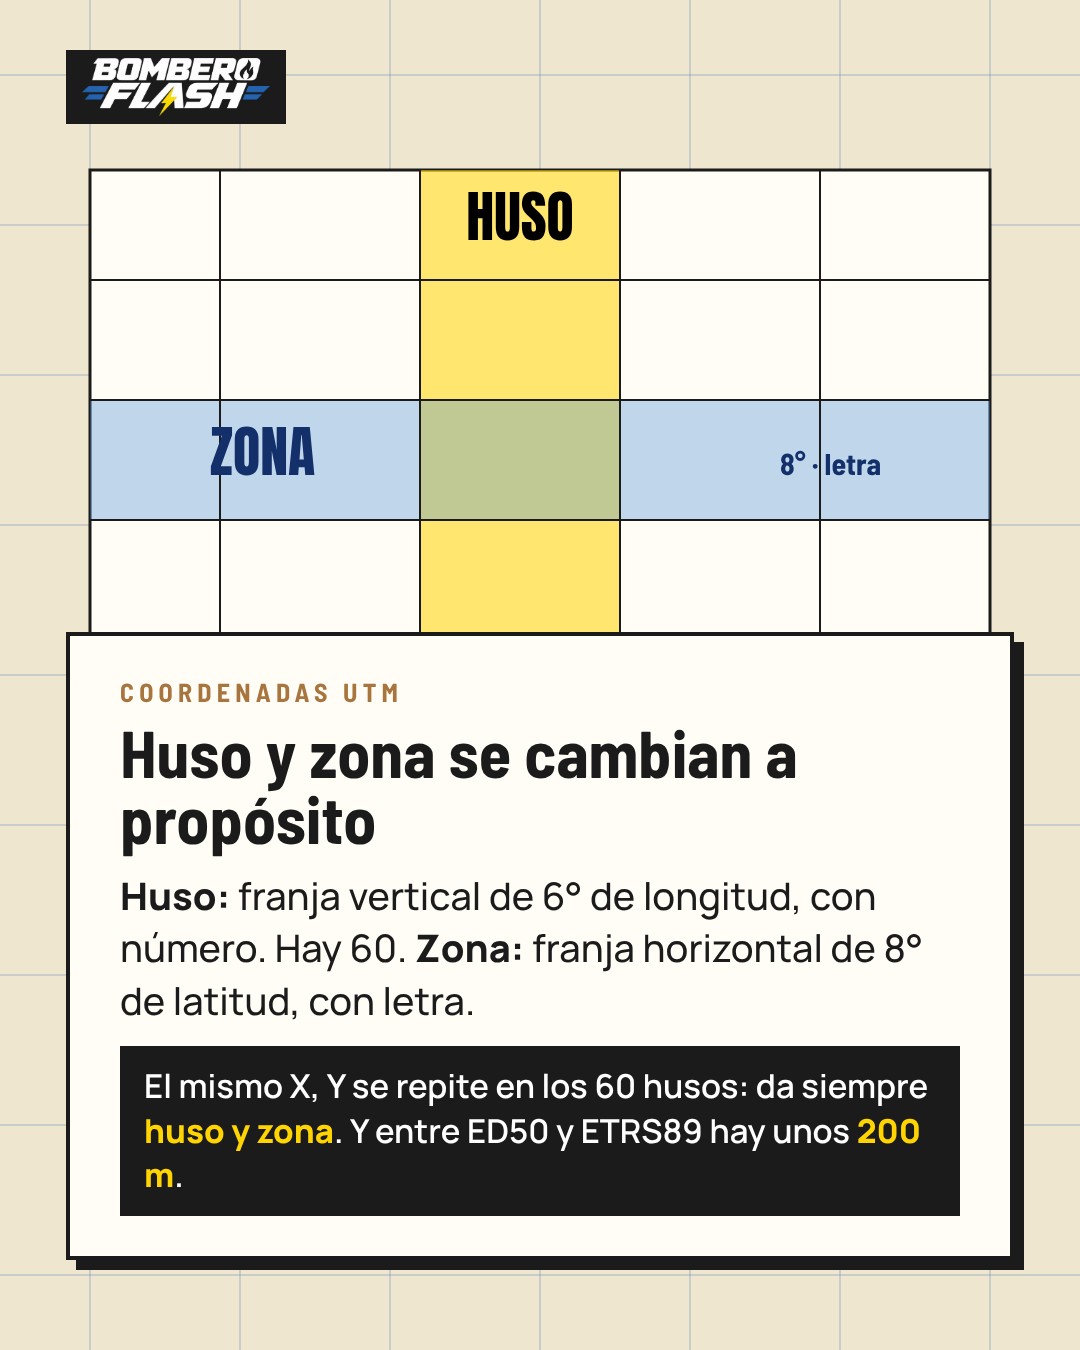 BOMBERO
FLASH
HUSO
ZONA
8° · letra
COORDENADAS UTM
Huso y zona se cambian a
propósito
Huso: franja vertical de 6° de longitud, con
número. Hay 60. Zona: franja horizontal de 8°
de latitud, con letra.
El mismo X, Y se repite en los 60 husos: da siempre
huso y zona. Y entre ED50 y ETRS89 hay unos 200
m.